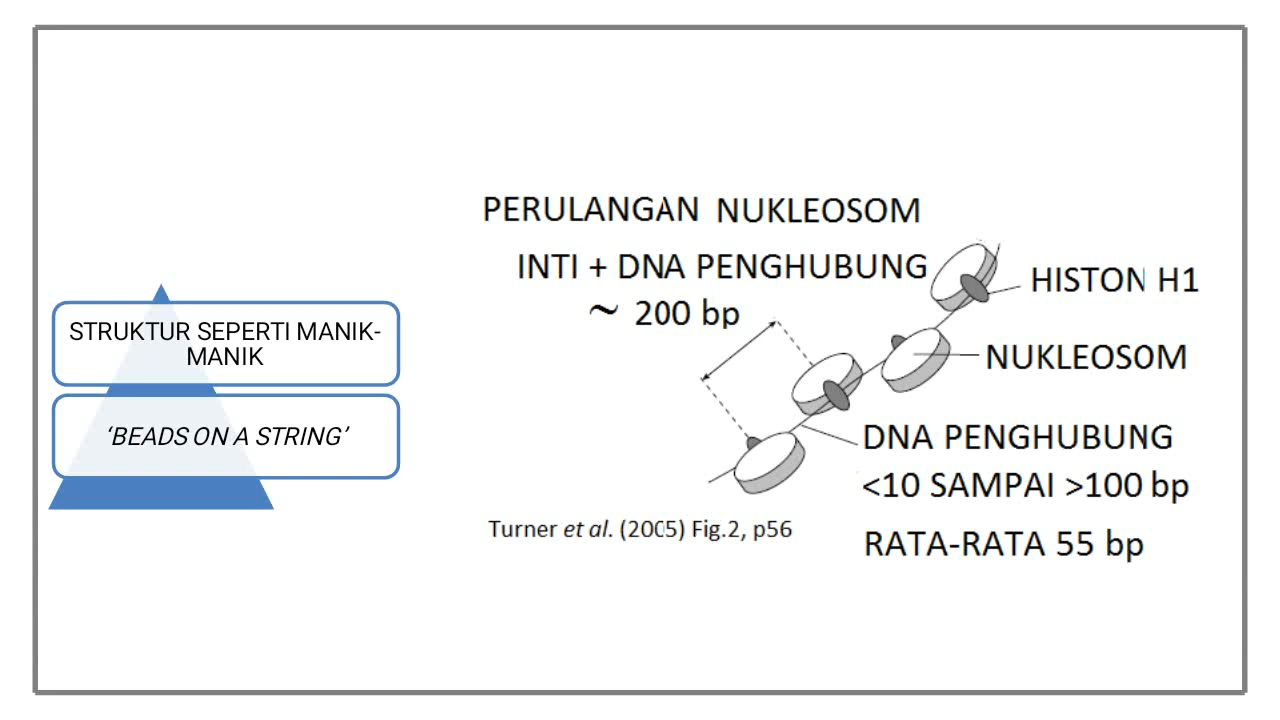 STRUKTUR SEPERTI MANIK-
MANIK
‘BEADS ON A STRING’
PERULANGAN NUKLEOSOM
INTI + DNA PENGHUBUNG
~ 200 bp
HISTON H1
NUKLEOSOM
DNA PENGHUBUNG
<10 SAMPAI >100 bp
RATA-RATA 55 bp
Turner et al. (2005) Fig.2, p56